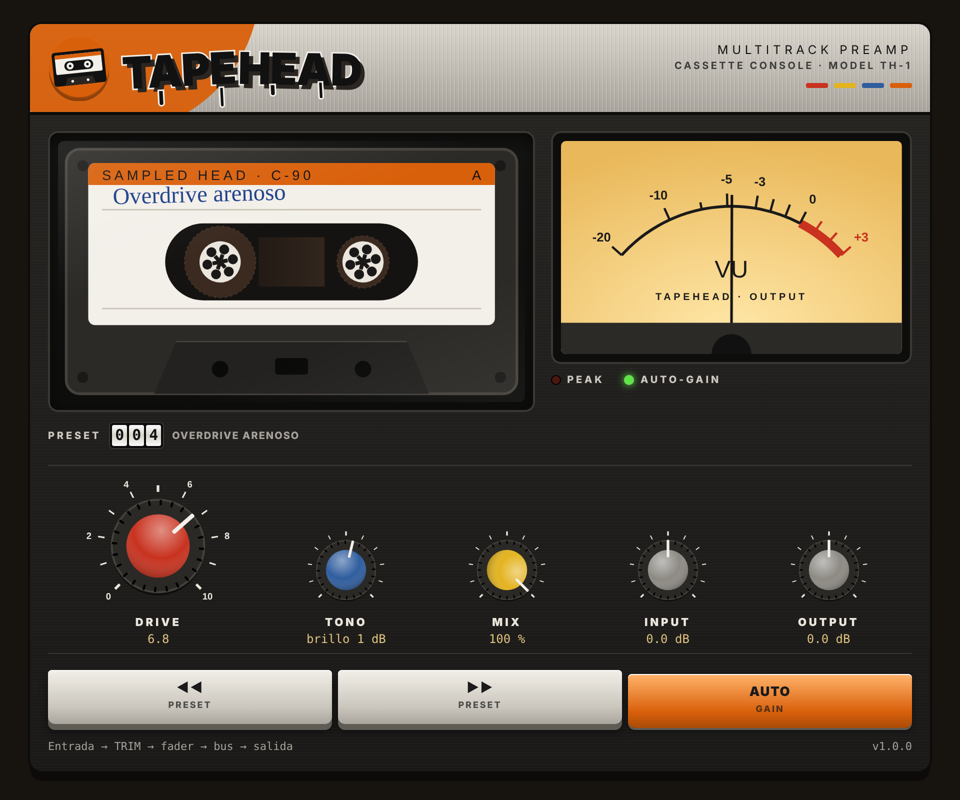 TAPEHEAD
MULTITRACK PREAMP
CASSETTE CONSOLE · MODEL TH-1
SAMPLED HEAD · C-90 A
Overdrive arenoso
-20 -10 -5 -3 0 +3
VU
TAPEHEAD · OUTPUT
PEAK AUTO-GAIN
PRESET 004 OVERDRIVE ARENOSO
0 2 4 6 8 10
DRIVE TONO MIX INPUT OUTPUT
6.8 brillo 1 dB 100 % 0.0 dB 0.0 dB
◀◀ ▶▶ AUTO
PRESET PRESET GAIN
Entrada → TRIM → fader → bus → salida v1.0.0